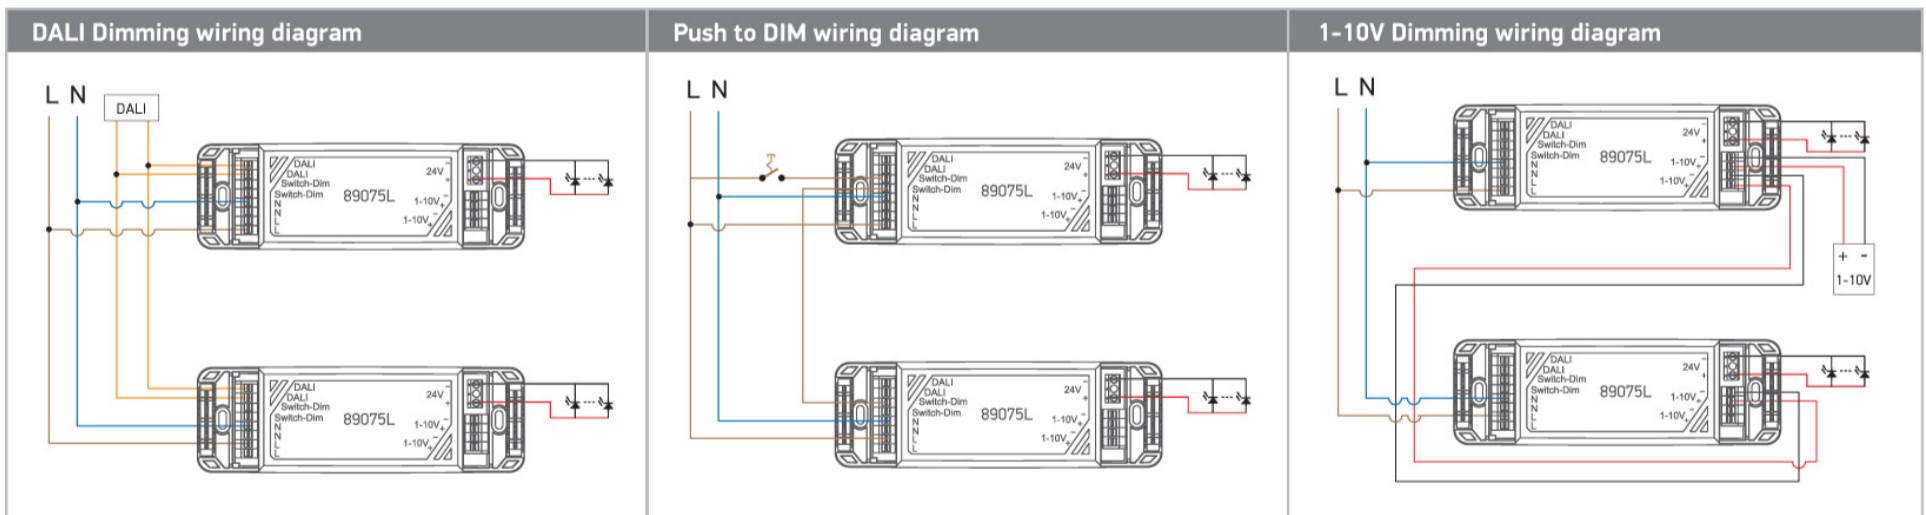 DALI Dimming wiring diagram
L N
DALI
DALI
DALI
Switch-Dim
Switch-Dim
N
N
L
L
89075L
24V - +
1-10V - +
1-10V - +
DALI
DALI
Switch-Dim
Switch-Dim
N
N
L
L
89075L
24V - +
1-10V - +
1-10V - +
Push to DIM wiring diagram
L N
DALI
DALI
Switch-Dim
Switch-Dim
N
N
L
L
89075L
24V - +
1-10V - +
1-10V - +
DALI
DALI
Switch-Dim
Switch-Dim
N
N
L
L
89075L
24V - +
1-10V - +
1-10V - +
1-10V Dimming wiring diagram
L N
DALI
DALI
Switch-Dim
Switch-Dim
N
N
L
L
89075L
24V - +
1-10V - +
1-10V - +
+ -
1-10V
DALI
DALI
Switch-Dim
Switch-Dim
N
N
L
L
89075L
24V - +
1-10V - +
1-10V - +